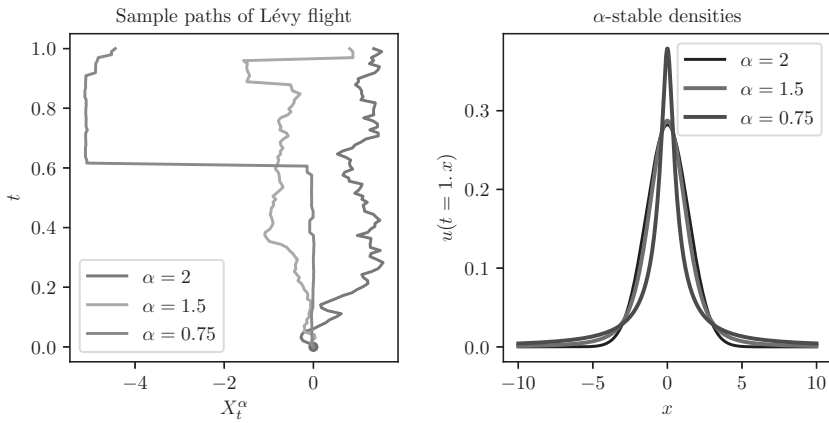 Sample paths of Lévy flight
1.0
0.8
0.6
0.4
0.2
0.0
t
α = 2
α = 1.5
α = 0.75
−4
−2
0
X_t^α
α-stable densities
0.3
0.2
0.1
0.0
u(t = 1. x)
α = 2
α = 1.5
α = 0.75
−10
−5
0
5
10
x